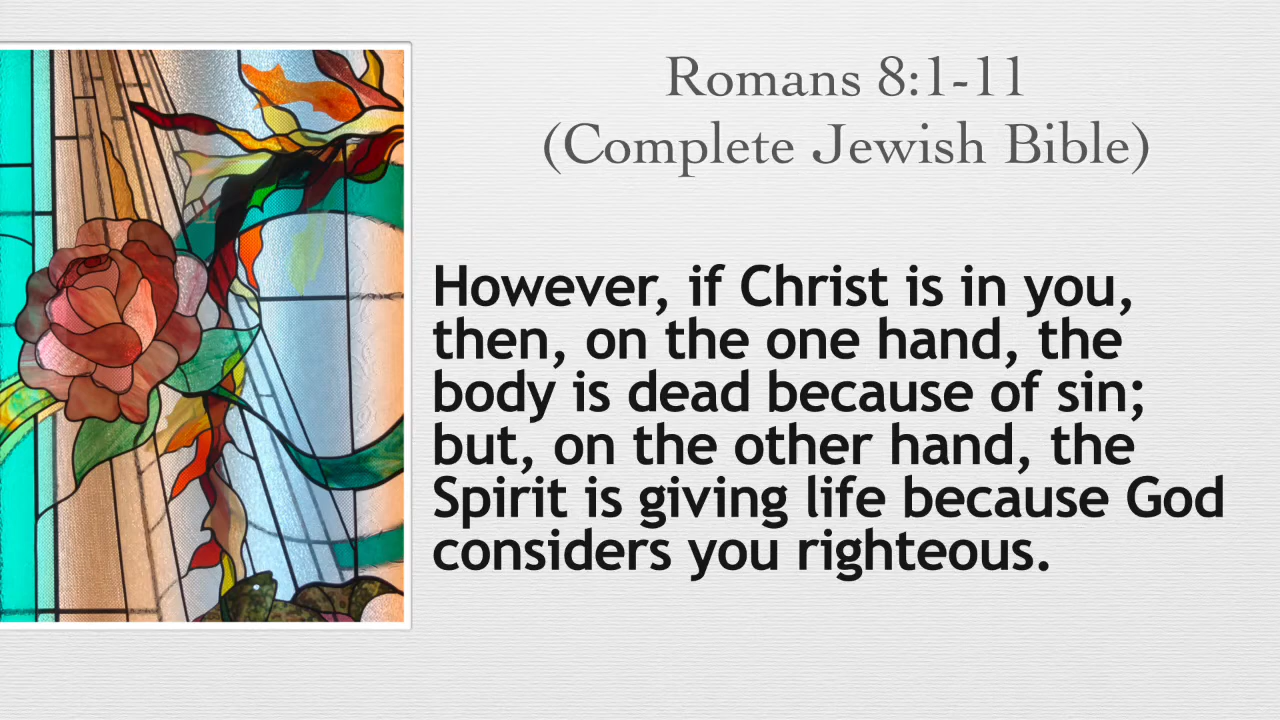 Romans 8:1-11
(Complete Jewish Bible)
However, if Christ is in you,
then, on the one hand, the
body is dead because of sin;
but, on the other hand, the
Spirit is giving life because God
considers you righteous.